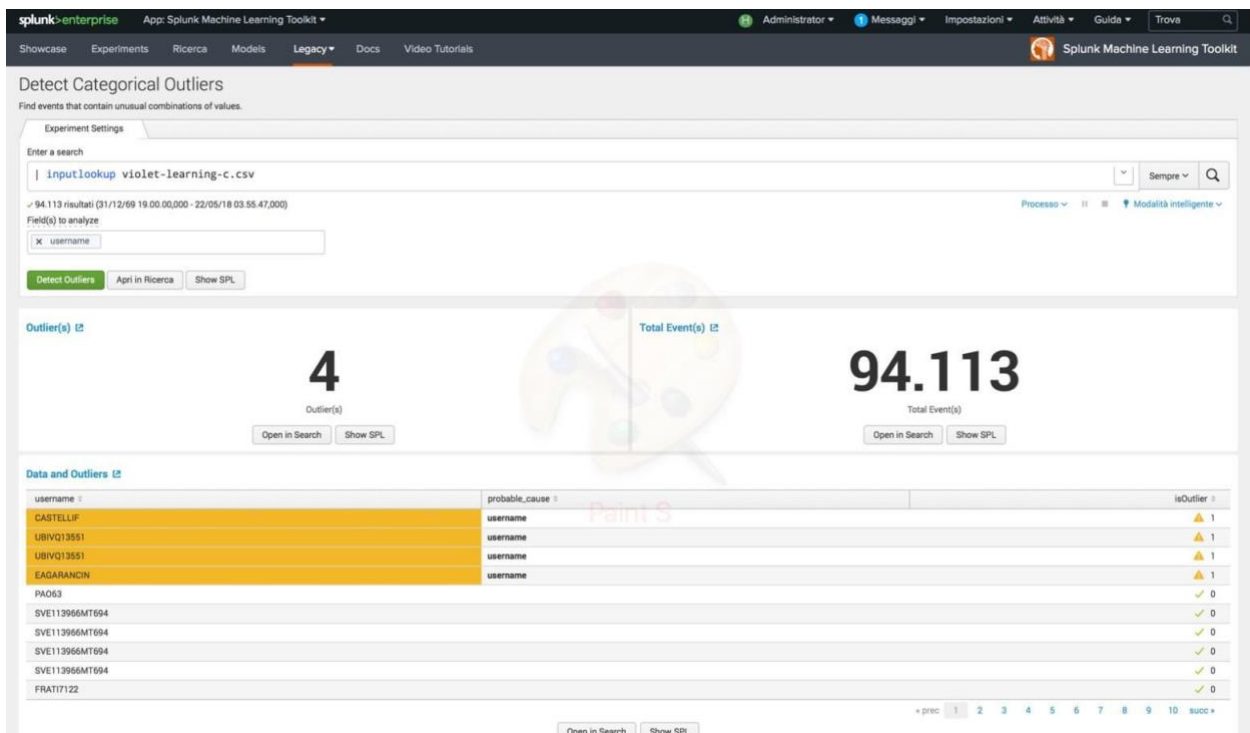 splunk>enterprise App: Splunk Machine Learning Toolkit Administrator 1 Messaggi Impostazioni Attività Guida Trova
Showcase Experiments Ricerca Models Legacy Docs Video Tutorials Splunk Machine Learning Toolkit
Detect Categorical Outliers
Find events that contain unusual combinations of values.
Experiment Settings
Enter a search
| inputlookup violet-learning-c.csv Sempre
94.113 risultati (31/12/69 19.00.00,000 - 22/05/18 03.55.47,000) Processo Modalità intelligente
Field(s) to analyze
x username
Detect Outliers Apri in Ricerca Show SPL
Outlier(s) Total Event(s)
4 94.113
Outlier(s) Total Event(s)
Open in Search Show SPL Open in Search Show SPL
Data and Outliers
username probable_cause isOutlier
CASTELLIF username 1
UBIVQ13551 username 1
UBIVQ13551 username 1
EAGARANCIN username 1
PAO63 0
SVE113966MT694 0
SVE113966MT694 0
SVE113966MT694 0
SVE113966MT694 0
FRATI7122 0
« prec 1 2 3 4 5 6 7 8 9 10 succ »
Open in Search Show SPL
Paint S